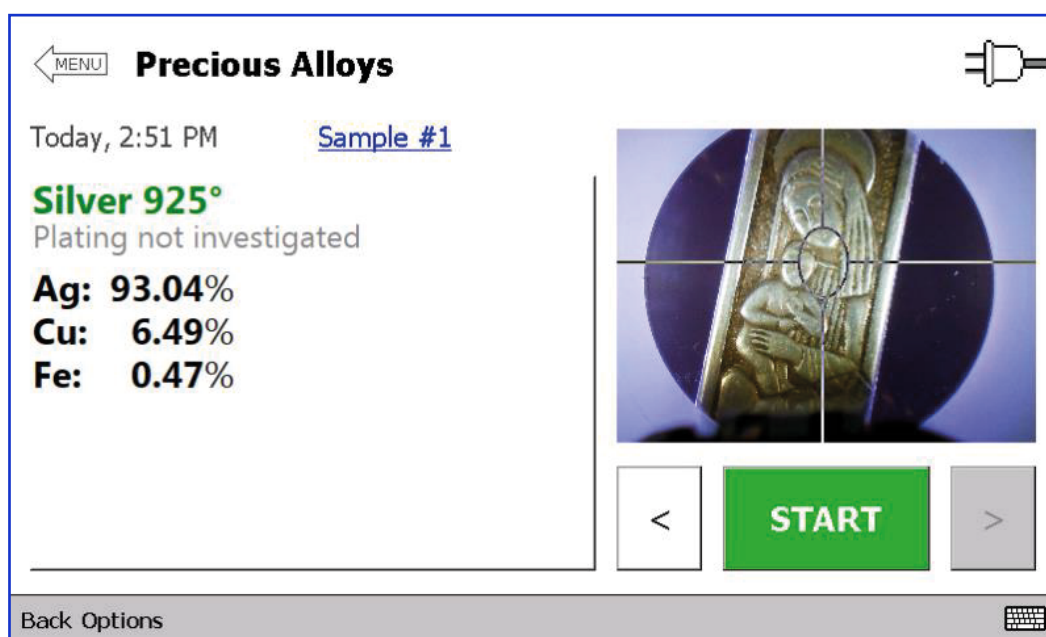 MENU Precious Alloys
Today, 2:51 PM Sample #1
Silver 925°
Plating not investigated
Ag: 93.04%
Cu: 6.49%
Fe: 0.47%
< START >
Back Options